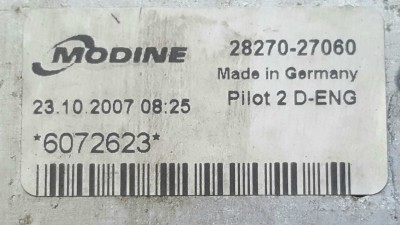 MODINE
28270-27060
Made in Germany
23.10.2007 08:25
Pilot 2 D-ENG
*6072623*